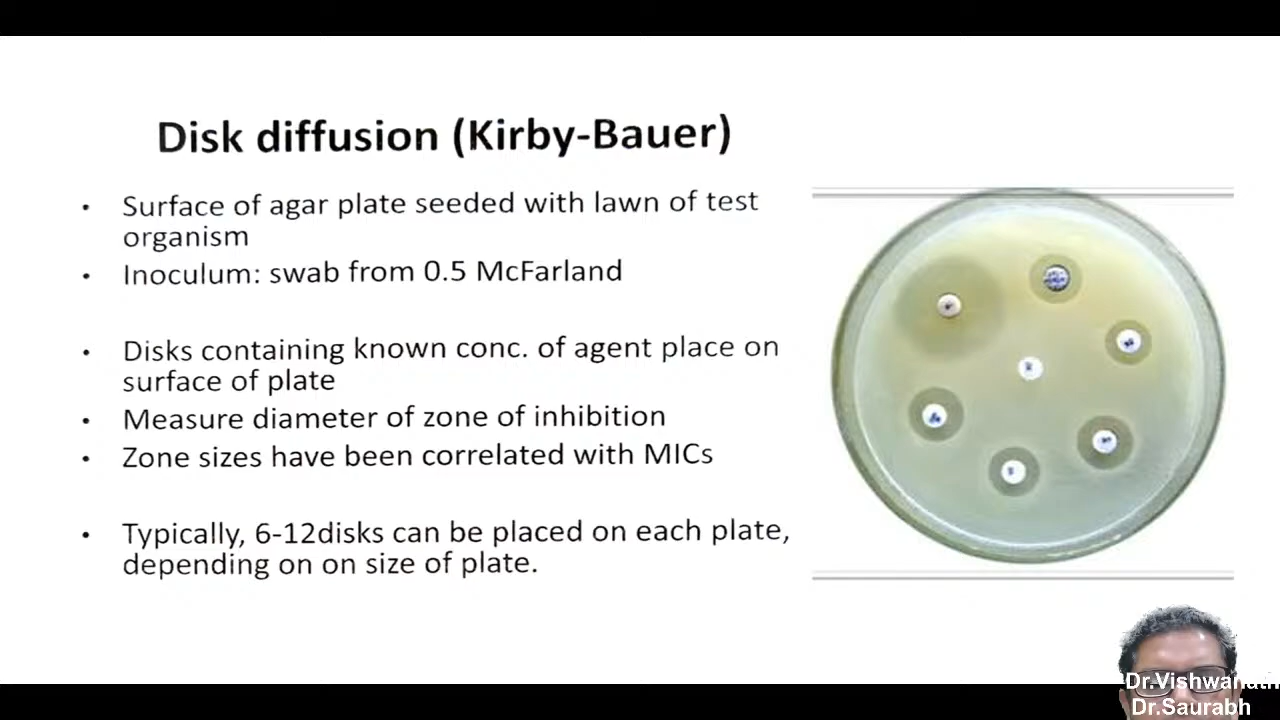 Disk diffusion (Kirby-Bauer)
• Surface of agar plate seeded with lawn of test
organism
• Inoculum: swab from 0.5 McFarland
• Disks containing known conc. of agent place on
surface of plate
• Measure diameter of zone of inhibition
• Zone sizes have been correlated with MICs
• Typically, 6-12disks can be placed on each plate,
depending on on size of plate.
Dr.Vishwanath
Dr.Saurabh